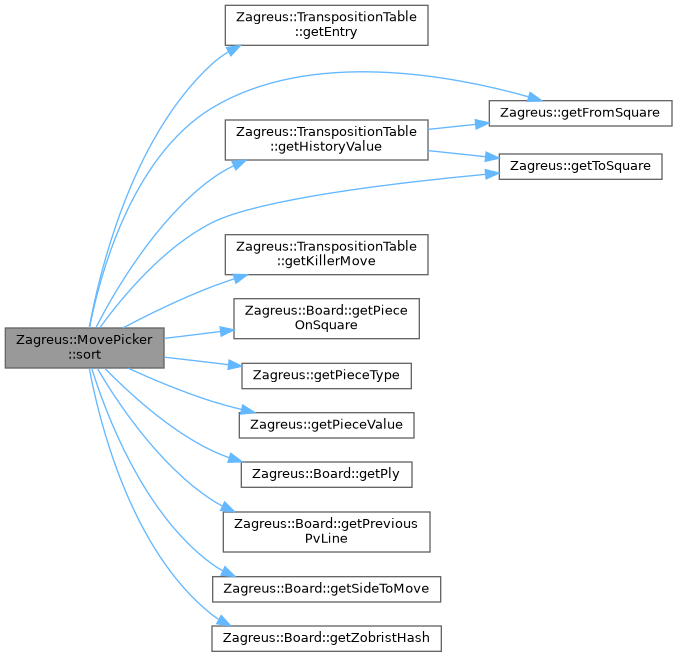 Zagreus::TranspositionTable
::getEntry
Zagreus::getFromSquare
Zagreus::TranspositionTable
::getHistoryValue
Zagreus::getToSquare
Zagreus::TranspositionTable
::getKillerMove
Zagreus::Board::getPiece
OnSquare
Zagreus::MovePicker
::sort
Zagreus::getPieceType
Zagreus::getPieceValue
Zagreus::Board::getPly
Zagreus::Board::getPrevious
PvLine
Zagreus::Board::getSideToMove
Zagreus::Board::getZobristHash